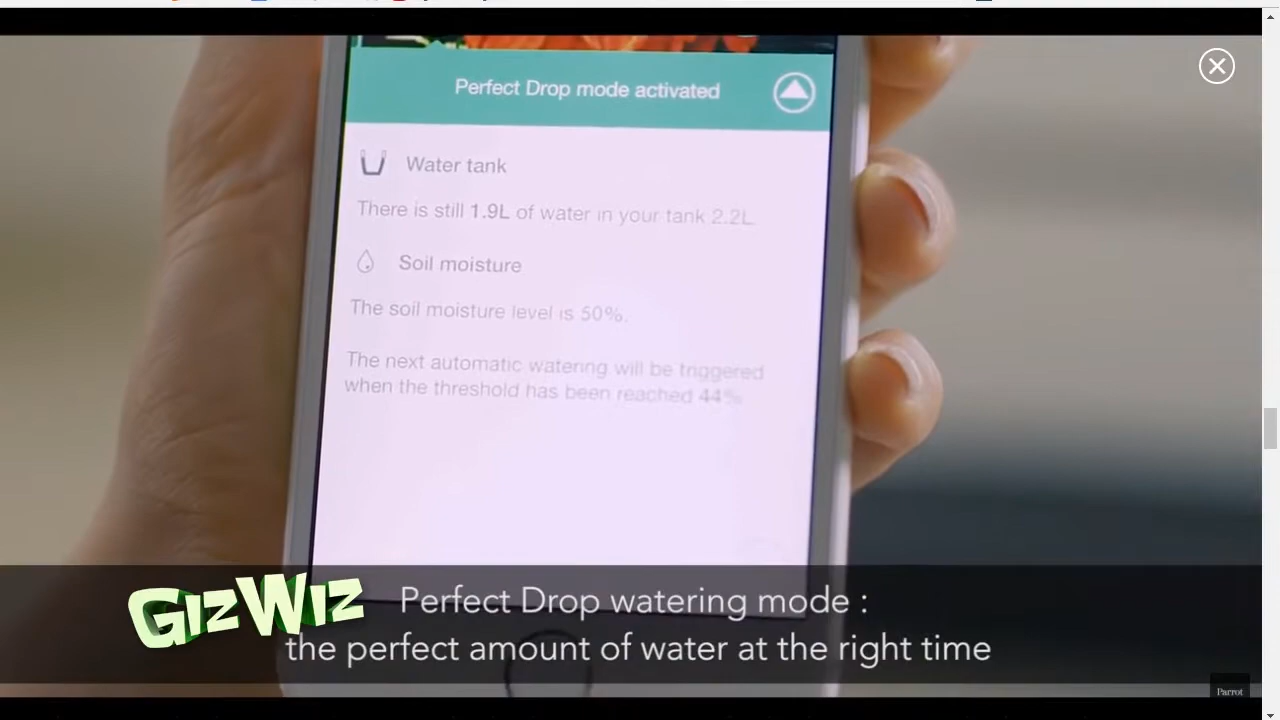 Perfect Drop mode activated
Water tank
There is still 1.9L of water in your tank 2.2L.
Soil moisture
The soil moisture level is 50%.
The next automatic watering will be triggered
when the threshold has been reached 44%
GIZWIZ
Perfect Drop watering mode :
the perfect amount of water at the right time
Parrot